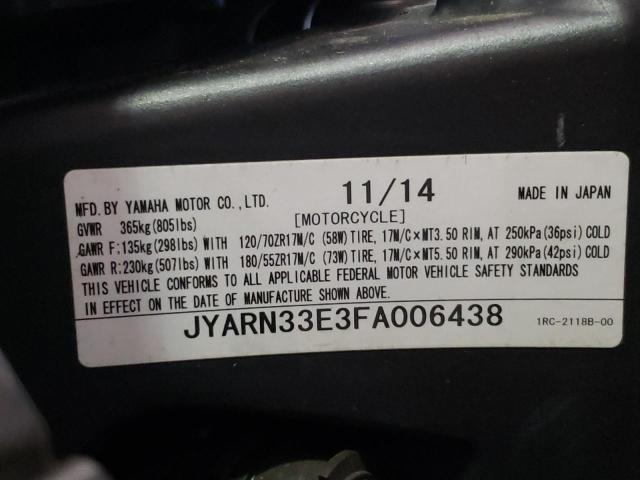 MFD. BY YAMAHA MOTOR CO.,LTD. 11/14 MADE IN JAPAN
GVWR 365kg(805lbs) [MOTORCYCLE]
GAWR F:135kg(298lbs) WITH 120/70ZR17M/C (58W) TIRE, 17M/C×MT3.50 RIM, AT 250kPa(36psi) COLD
GAWR R:230kg(507lbs) WITH 180/55ZR17M/C (73W) TIRE, 17M/C×MT5.50 RIM, AT 290kPa(42psi) COLD
THIS VEHICLE CONFORMS TO ALL APPLICABLE FEDERAL MOTOR VEHICLE SAFETY STANDARDS
IN EFFECT ON THE DATE OF MANUFACTURE SHOWN ABOVE.
JYARN33E3FA006438 1RC-2118B-00